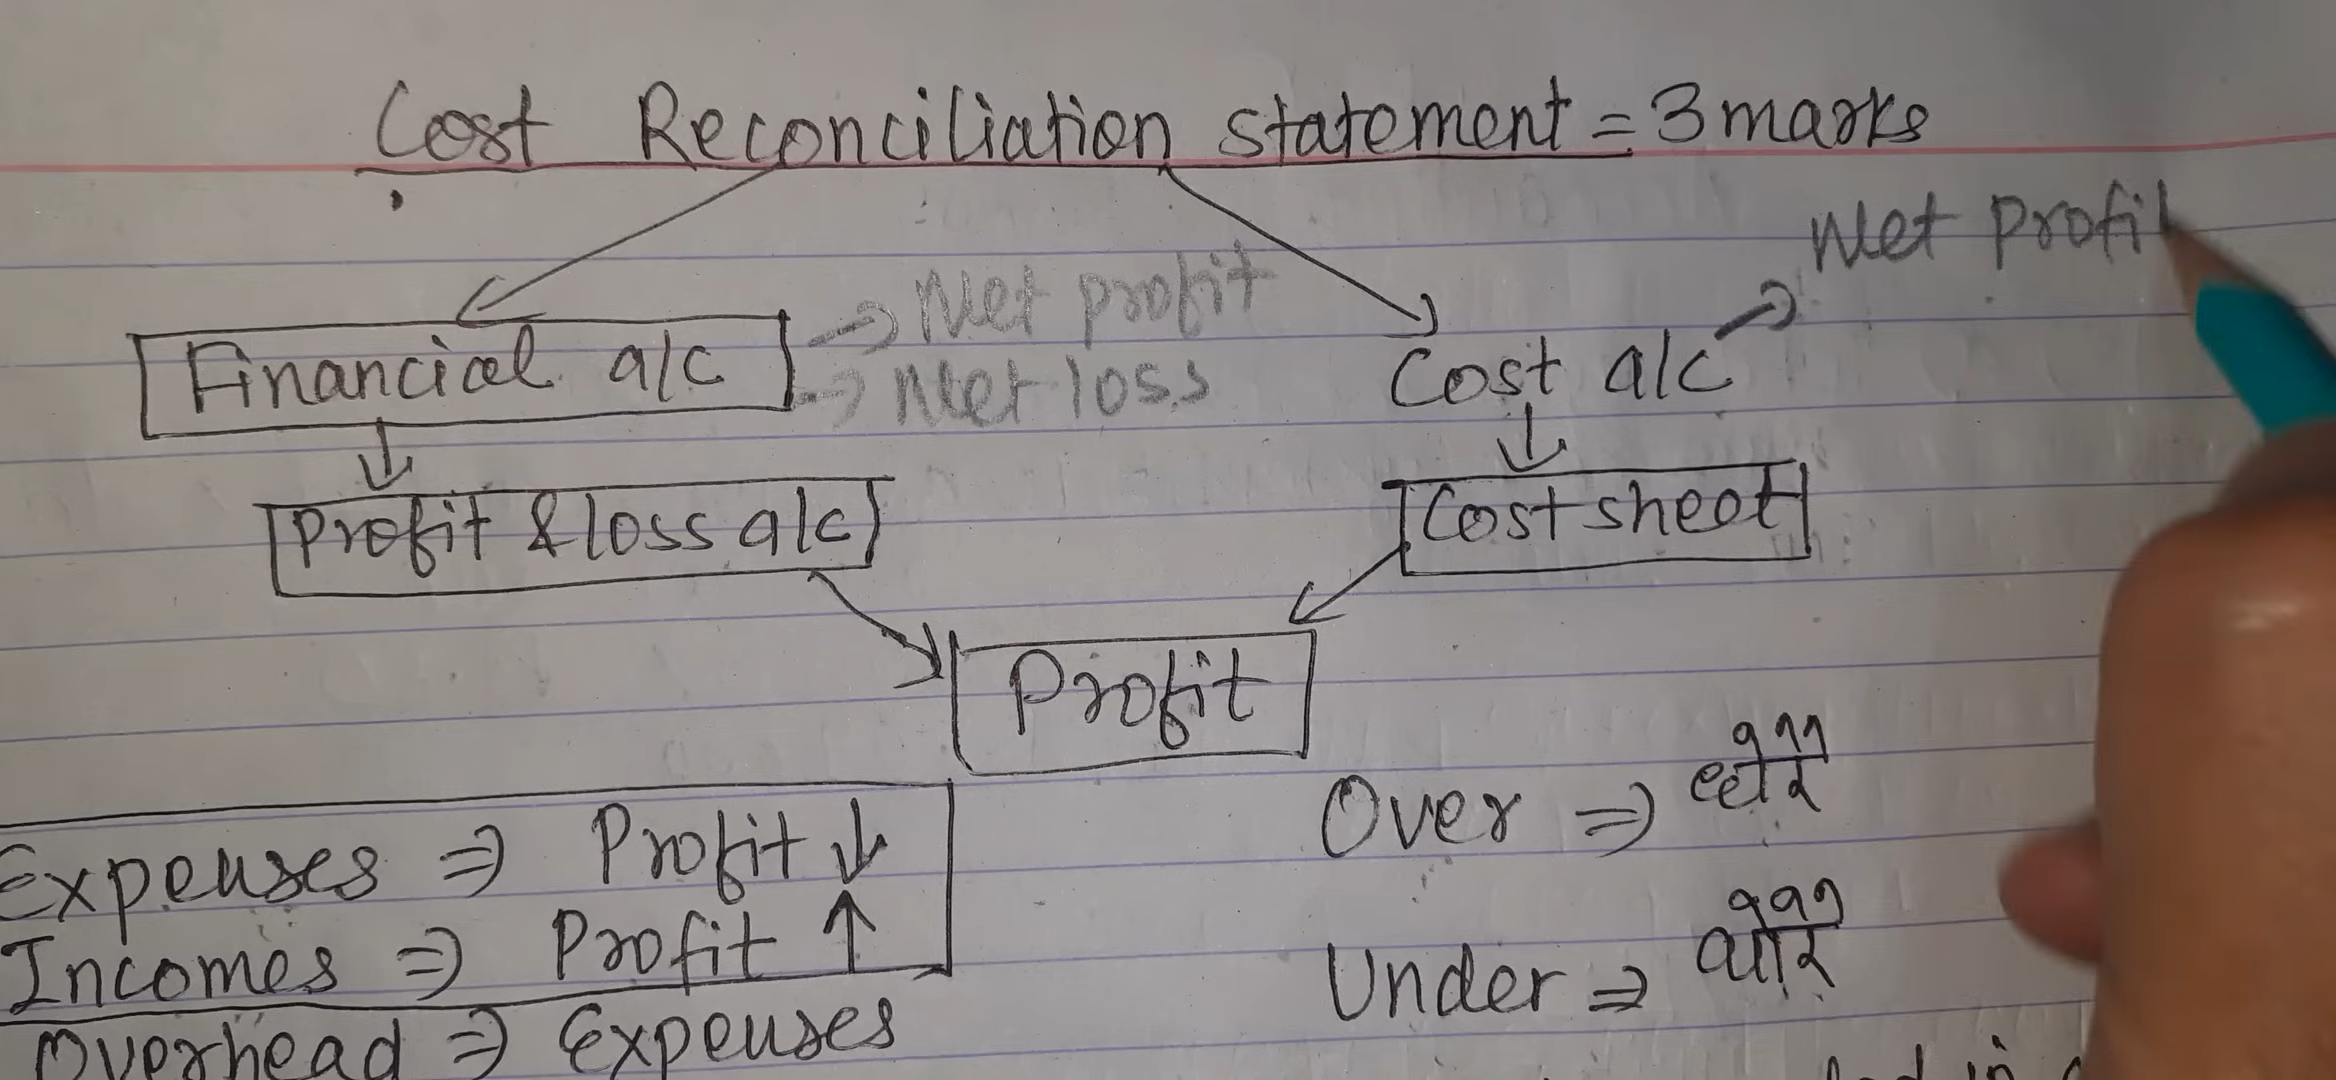 Cost Reconciliation statement = 3 marks
Net profit
→ Net profit
Financial a/c
Cost a/c →
→ Net loss
Profit & loss a/c
Cost sheet
Profit
Expenses ⇒ Profit ↓
Over ⇒
Incomes ⇒ Profit ↑
Under ⇒
Overhead ⇒ Expenses
in